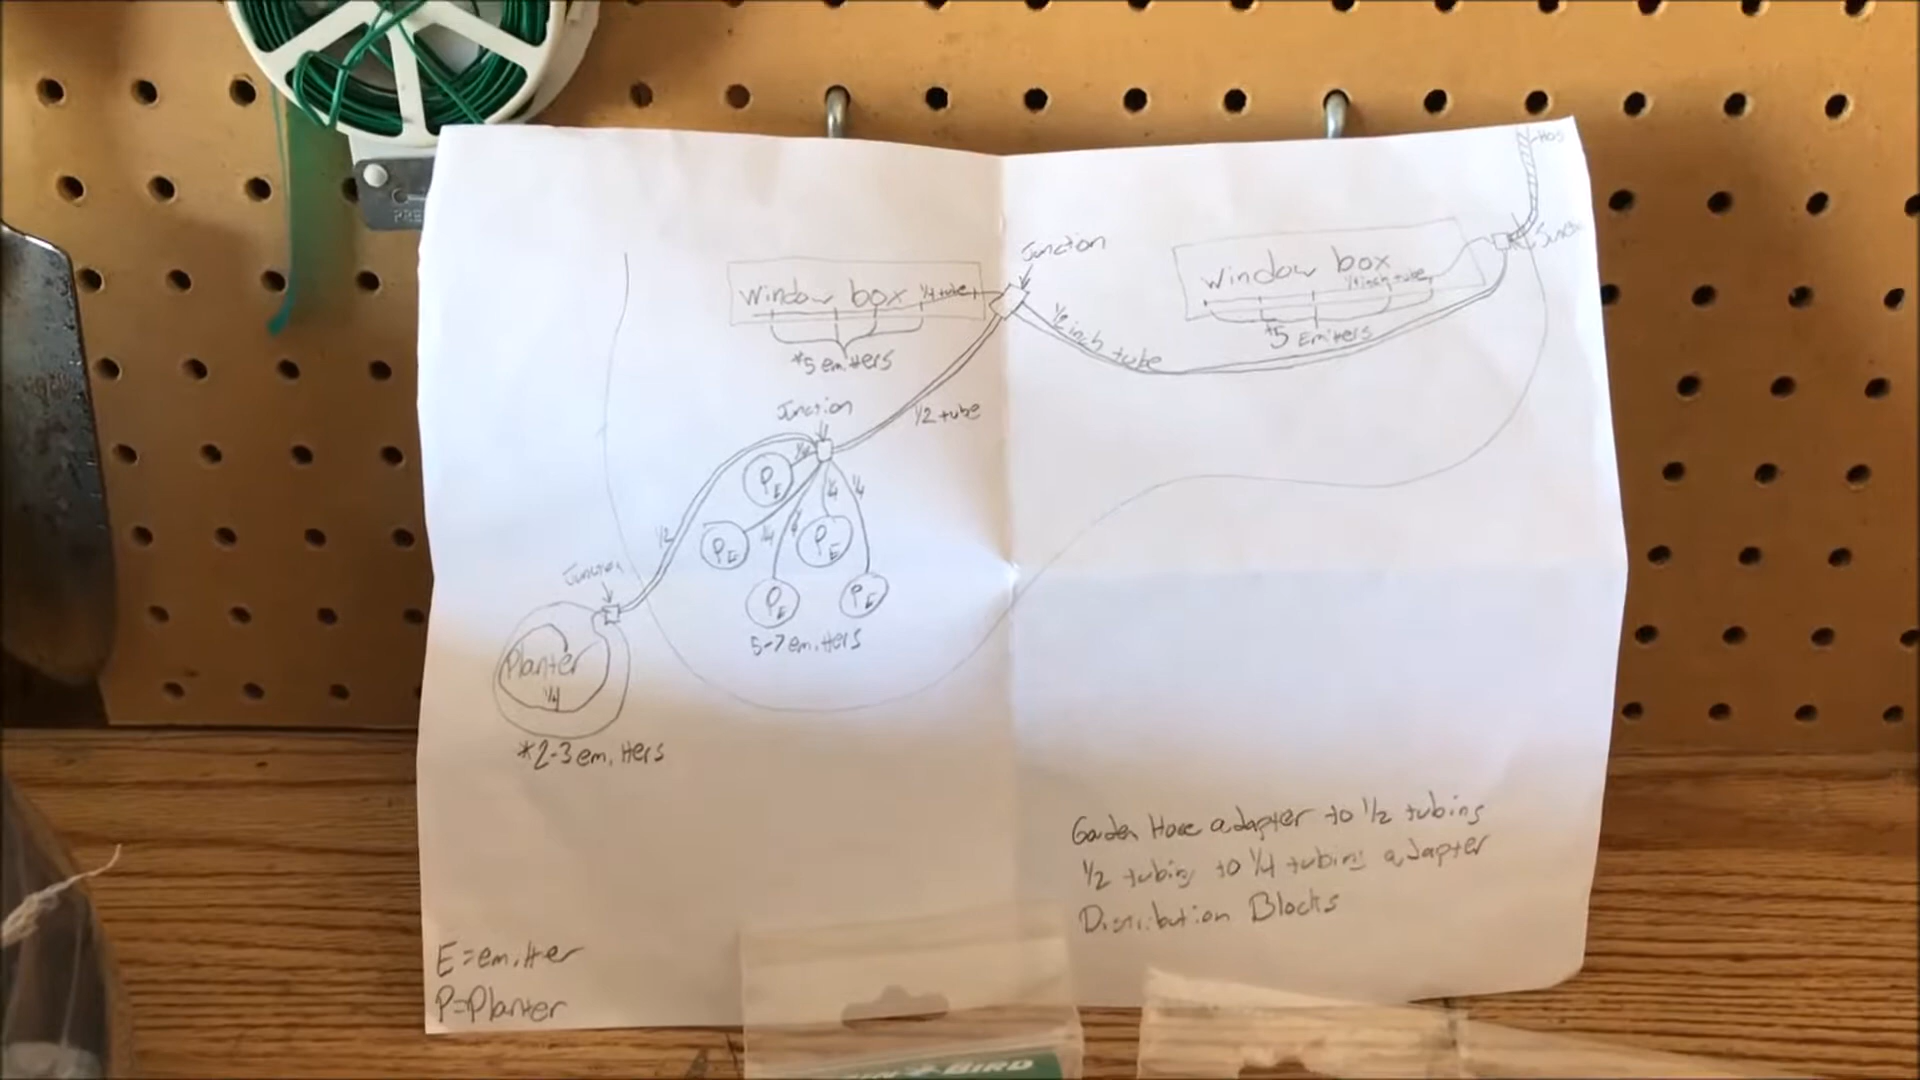 Junction
window box
1/4 inch tube
*5 Emitters
Junction
window box 1/4 tube
*5 emitters
1/2 inch tube
1/2 tube
Junction
1/4
PE
1/4
1/4
PE
1/4
PE
PE
PE
5-7 emitters
1/2
Junction
Planter
1/4
*2-3 emitters
Garden Hose adapter to 1/2 tubing
1/2 tubing to 1/4 tubing adapter
Distribution Blocks
E=emitter
P=Planter
BIRD